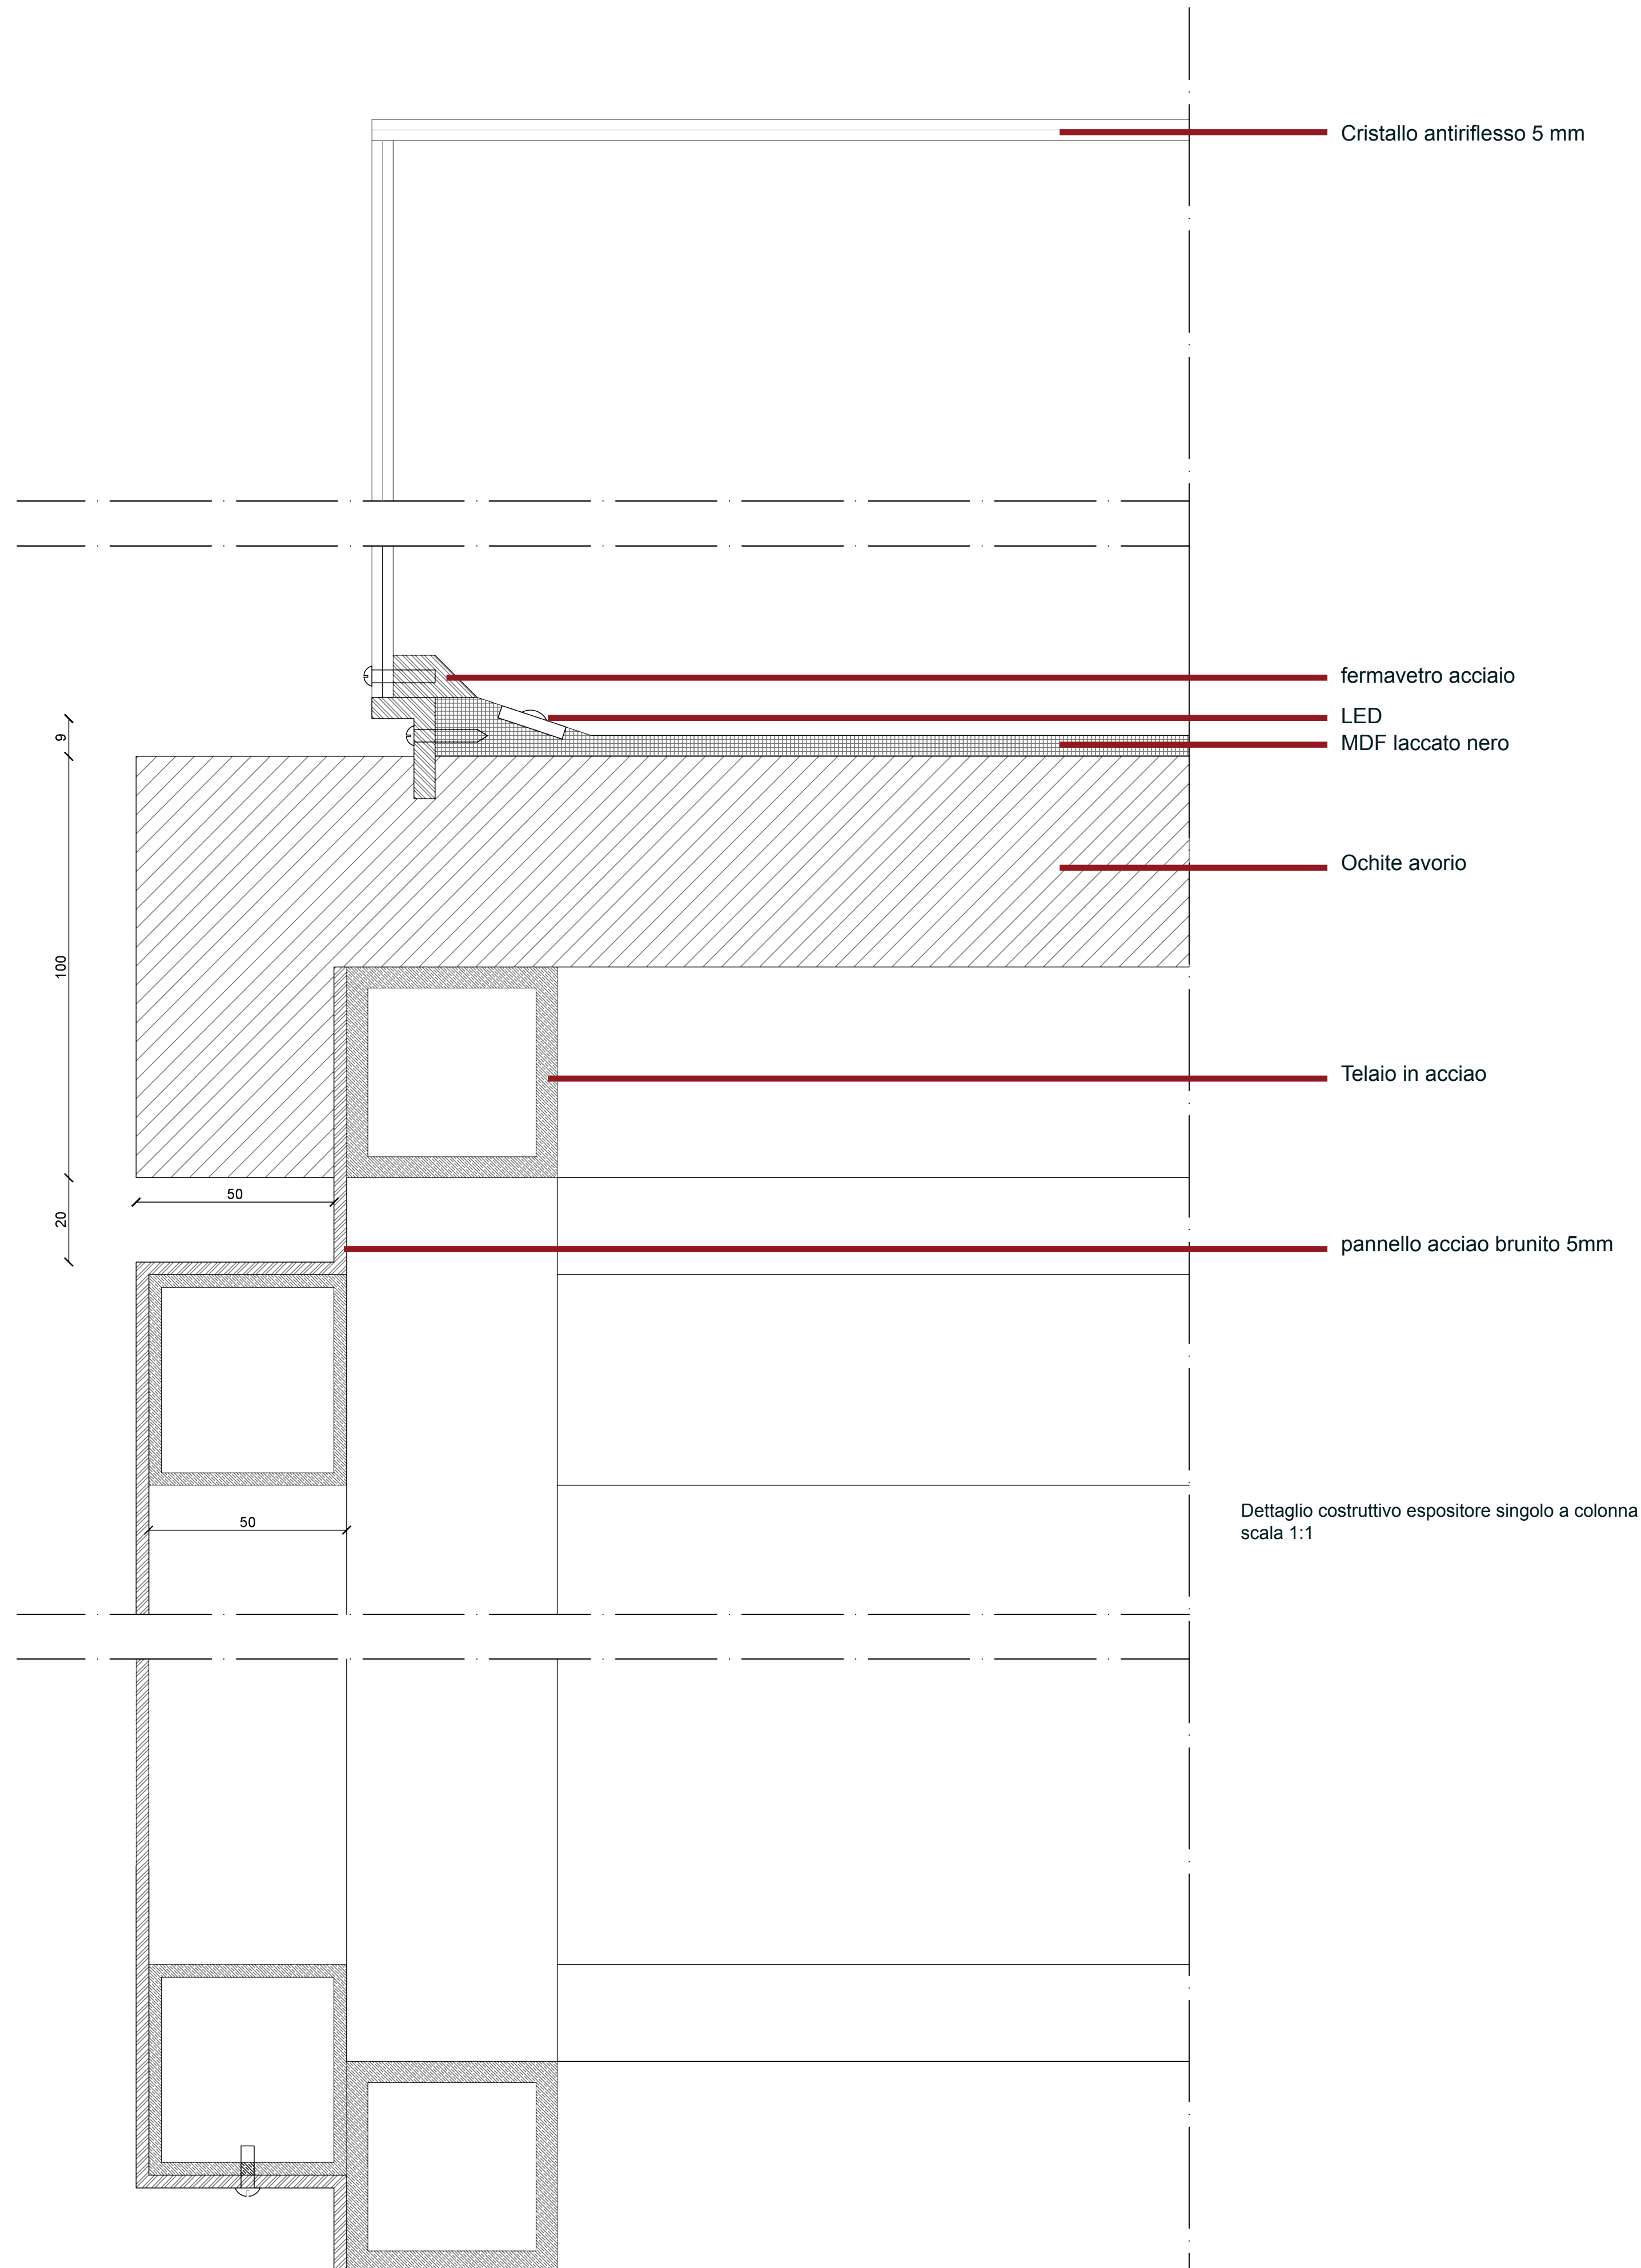 Cristallo antiriflesso 5 mm
fermavetro acciaio
LED
9
MDF laccato nero
Ochite avorio
100
Telaio in acciao
50
20
pannello acciao brunito 5mm
50
Dettaglio costruttivo espositore singolo a colonna
scala 1:1